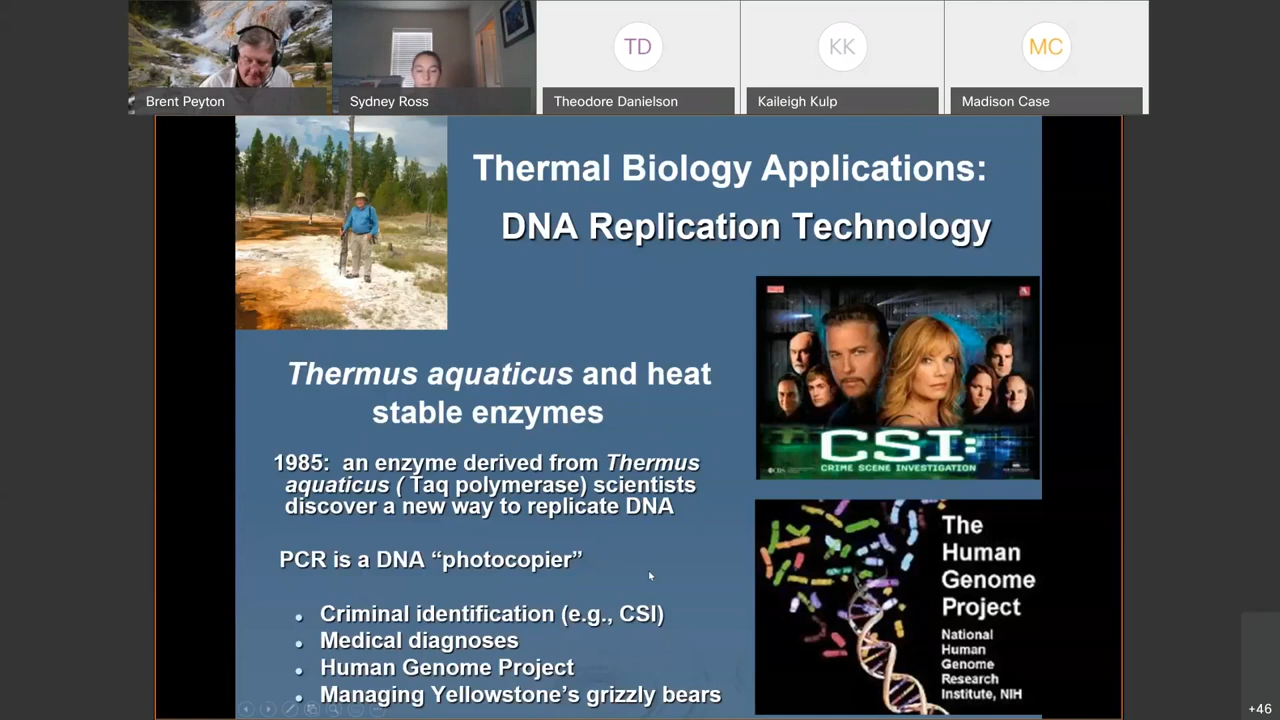 TD
KK
MC
Brent Peyton
Sydney Ross
Theodore Danielson
Kaileigh Kulp
Madison Case
Thermal Biology Applications:
DNA Replication Technology
Thermus aquaticus and heat
stable enzymes
1985: an enzyme derived from Thermus
aquaticus ( Taq polymerase) scientists
discover a new way to replicate DNA
PCR is a DNA “photocopier”
• Criminal identification (e.g., CSI)
• Medical diagnoses
• Human Genome Project
• Managing Yellowstone’s grizzly bears
CSI:
CRIME SCENE INVESTIGATION
The
Human
Genome
Project
National
Human
Genome
Research
Institute, NIH
+46